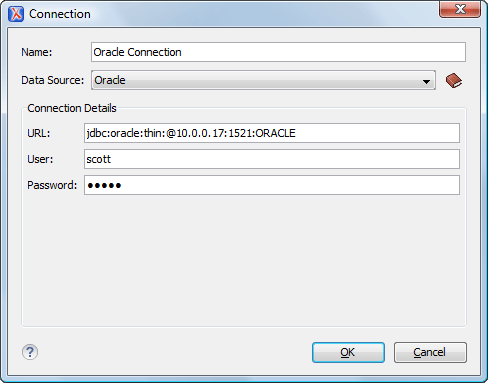 Connection
Name: Oracle Connection
Data Source: Oracle
Connection Details
URL: jdbc:oracle:thin:@10.0.0.17:1521:ORACLE
User: scott
Password: ●●●●●
? OK Cancel